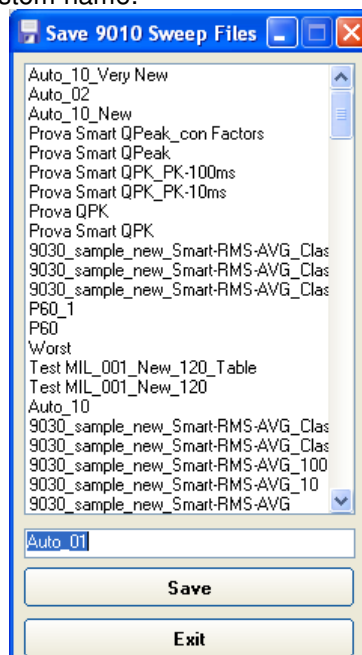 stom name.
Save 9010 Sweep Files
Auto_10_Very New
Auto_02
Auto_10_New
Prova Smart QPeak_con Factors
Prova Smart QPeak
Prova Smart QPK_PK-100ms
Prova Smart QPK_PK-10ms
Prova QPK
Prova Smart QPK
9030_sample_new_Smart-RMS-AVG_Clas
9030_sample_new_Smart-RMS-AVG_Clas
9030_sample_new_Smart-RMS-AVG_Clas
P60_1
P60
Worst
Test MIL_001_New_120_Table
Test MIL_001_New_120
Auto_10
9030_sample_new_Smart-RMS-AVG_Clas
9030_sample_new_Smart-RMS-AVG_Clas
9030_sample_new_Smart-RMS-AVG_100
9030_sample_new_Smart-RMS-AVG_10
9030_sample_new_Smart-RMS-AVG
Auto_01
Save
Exit